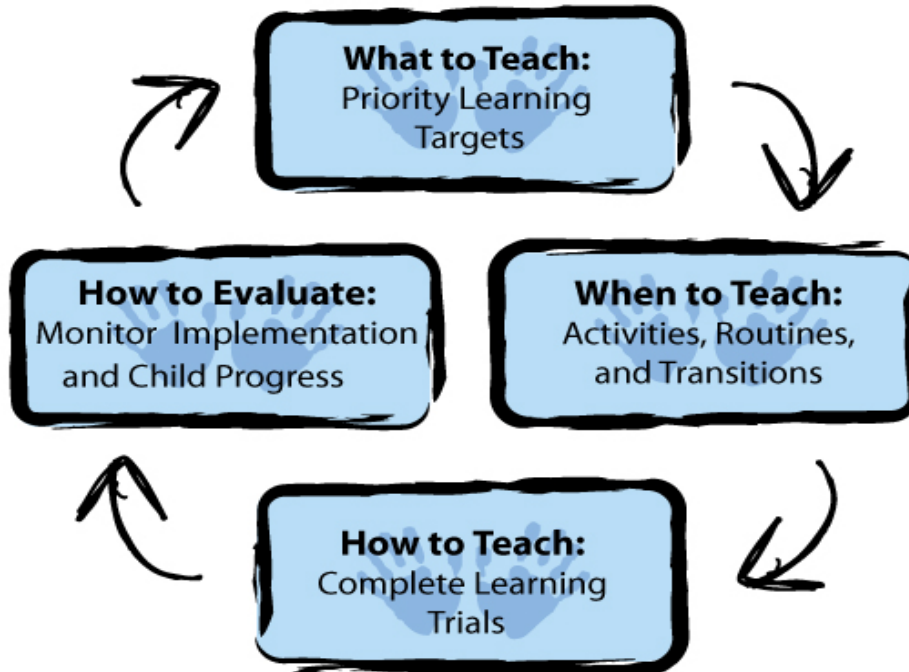 What to Teach:
Priority Learning
Targets
When to Teach:
Activities, Routines,
and Transitions
How to Teach:
Complete Learning
Trials
How to Evaluate:
Monitor Implementation
and Child Progress